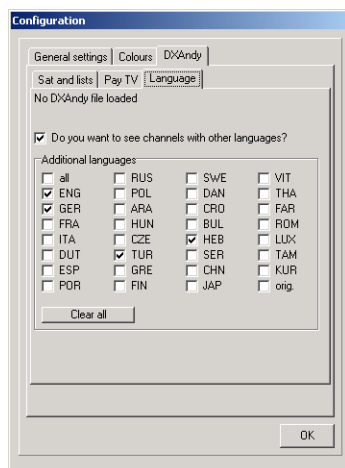 Configuration
General settings Colours DXAndy
Sat and lists Pay TV Language
No DXAndy file loaded
Do you want to see channels with other languages?
Additional languages
all RUS SWE VIT
ENG POL DAN THA
GER ARA CRO FAR
FRA HUN BUL ROM
ITA CZE HEB LUX
DUT TUR SER TAM
ESP GRE CHN KUR
POR FIN JAP orig.
Clear all
OK